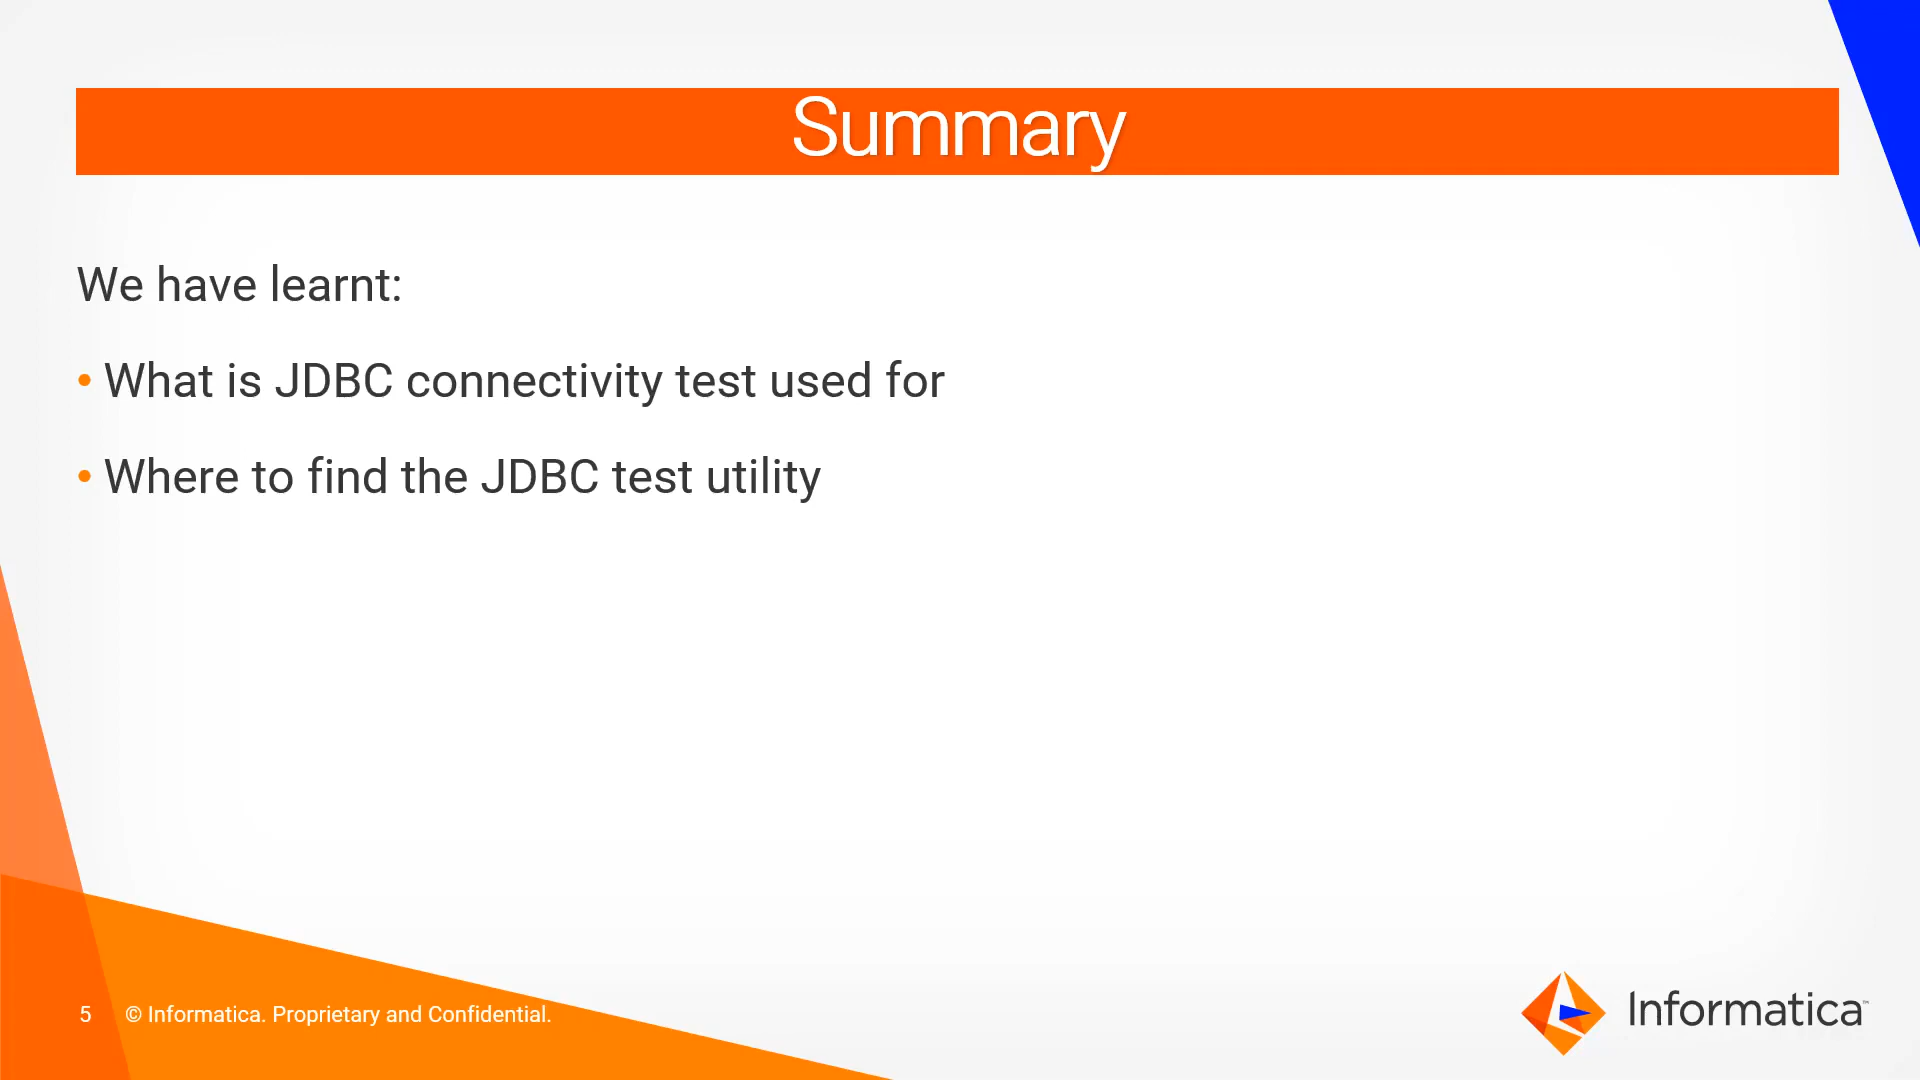 Summary
We have learnt:
• What is JDBC connectivity test used for
• Where to find the JDBC test utility
5 © Informatica. Proprietary and Confidential.
Informatica™